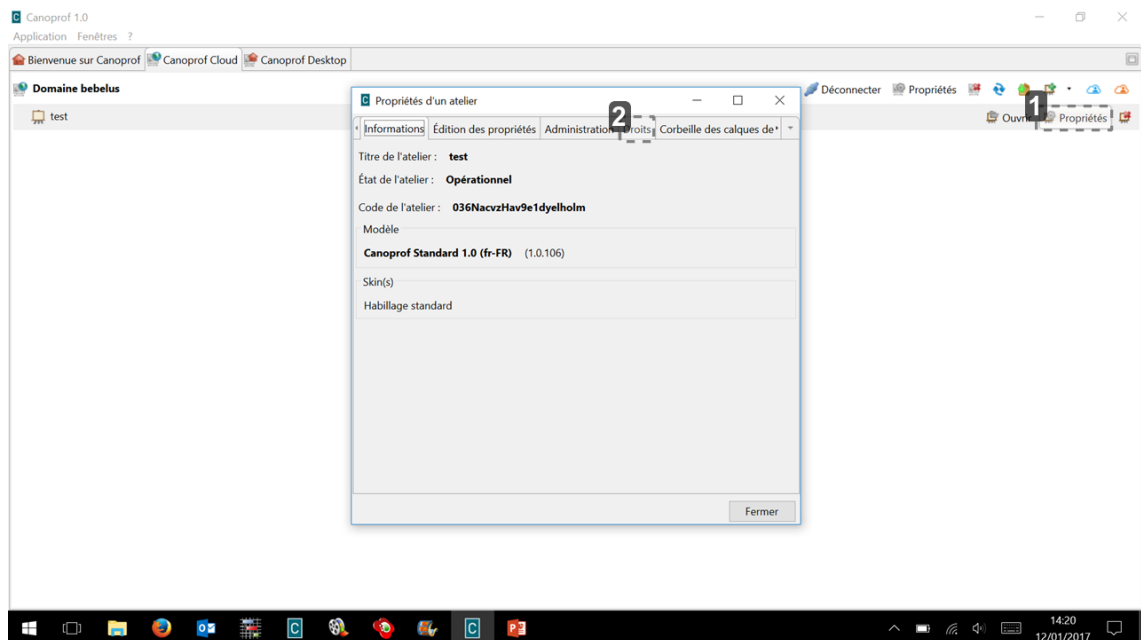 Canoprof 1.0
Application Fenêtres ?
Bienvenue sur Canoprof Canoprof Cloud Canoprof Desktop
Domaine bebelus
Déconnecter Propriétés
test
1
Ouvrir Propriétés
Propriétés d'un atelier
2
Informations Édition des propriétés Administration Droits Corbeille des calques de
Titre de l'atelier : test
État de l'atelier : Opérationnel
Code de l'atelier : 036NacvzHav9e1dyelholm
Modèle
Canoprof Standard 1.0 (fr-FR) (1.0.106)
Skin(s)
Habillage standard
Fermer
14:20
12/01/2017